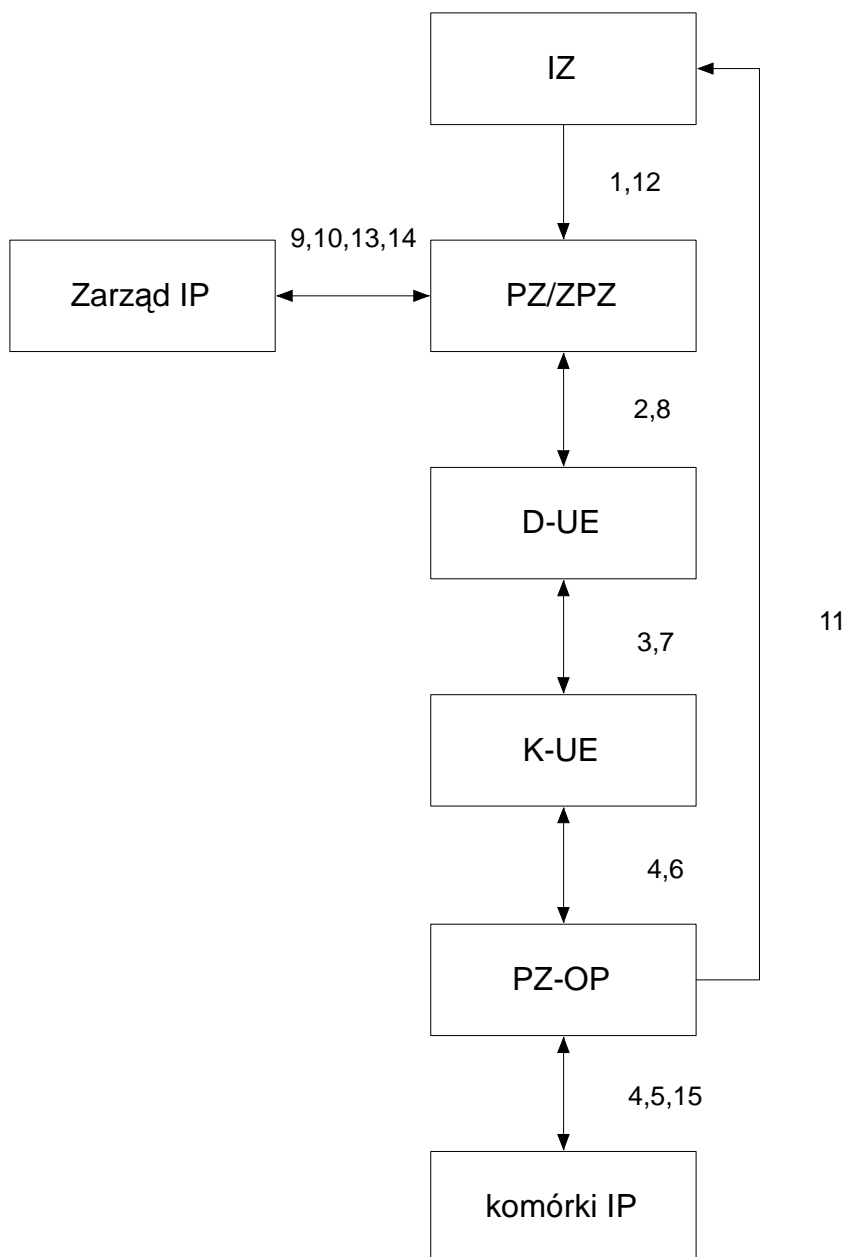 IZ
1,12
9,10,13,14
Zarząd IP
PZ/ZPZ
2,8
D-UE
11
3,7
K-UE
4,6
PZ-OP
4,5,15
komórki IP